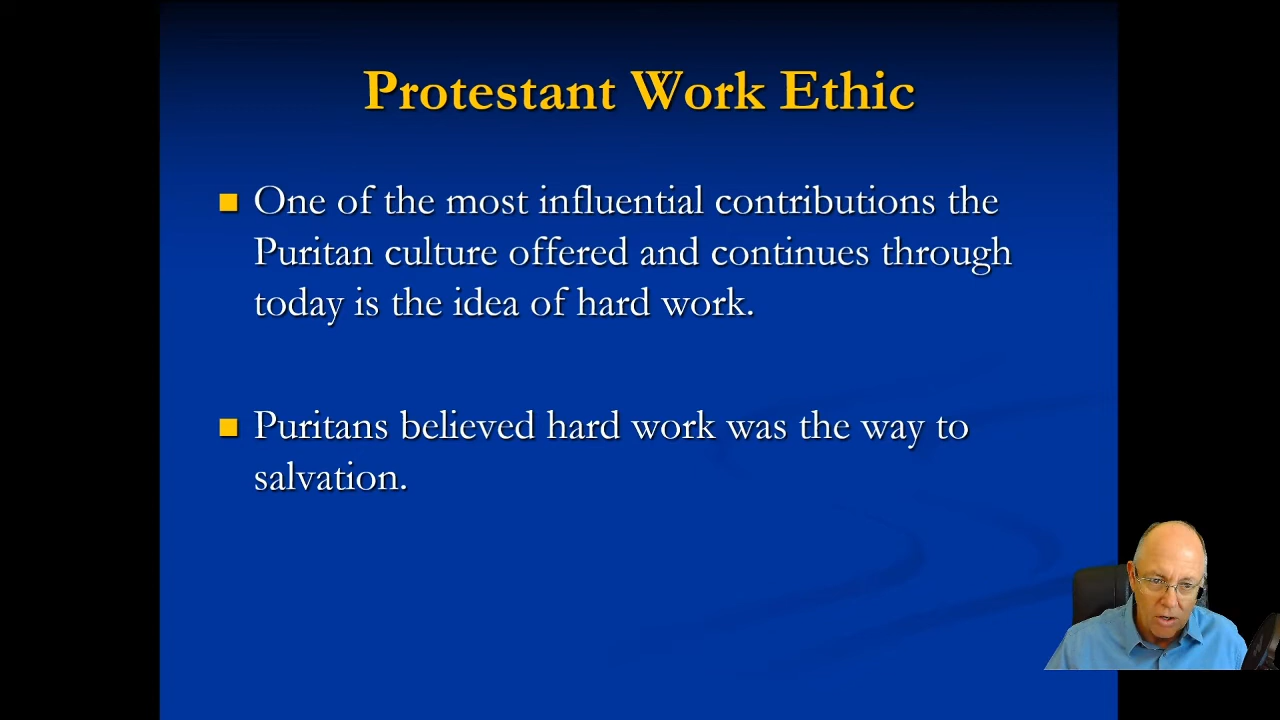 Protestant Work Ethic
One of the most influential contributions the
Puritan culture offered and continues through
today is the idea of hard work.
Puritans believed hard work was the way to
salvation.